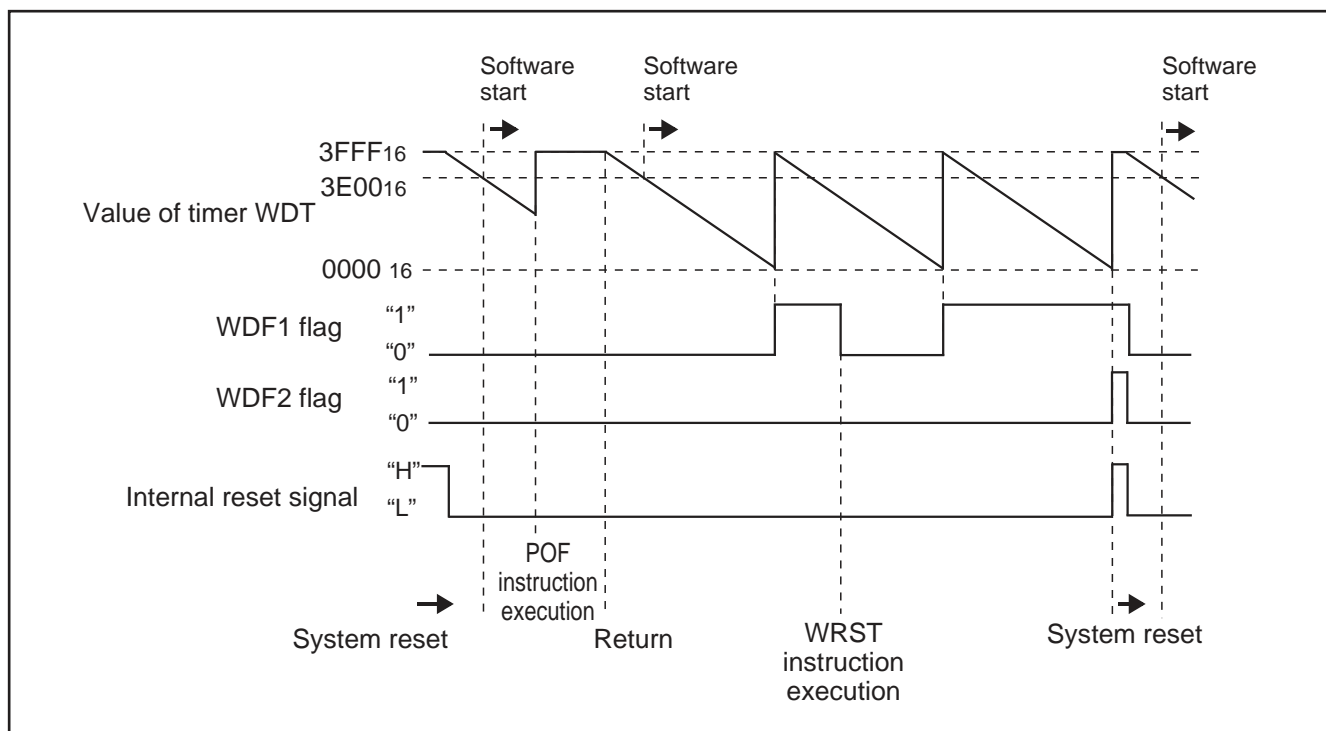 Software
start
Software
start
Software
start
3FFF16
3E0016
Value of timer WDT
0000 16
“1”
WDF1 flag
“0”
“1”
WDF2 flag
“0”
“H”
Internal reset signal
“L”
POF
instruction
execution
System reset
Return
WRST
instruction
execution
System reset